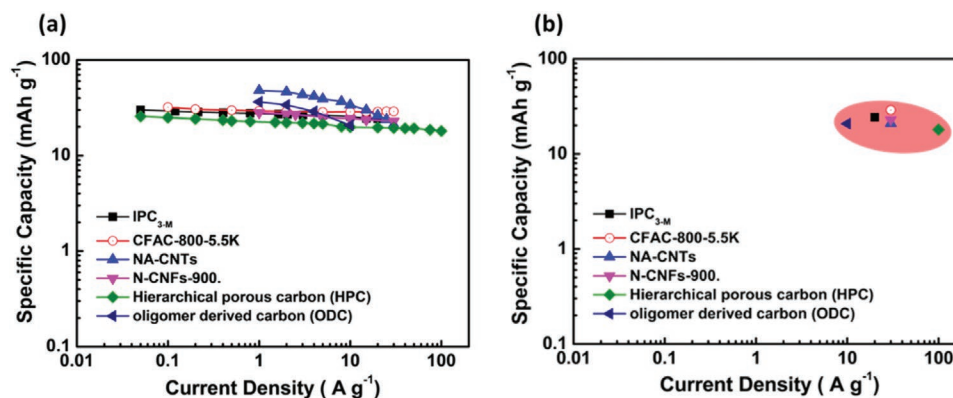 (a)
Specific Capacity (mAh g⁻¹)
100
10
1
0.1
IPC₃₋ₘ
CFAC-800-5.5K
NA-CNTs
N-CNFs-900.
Hierarchical porous carbon (HPC)
oligomer derived carbon (ODC)
0.01 0.1 1 10 100
Current Density ( A g⁻¹)
(b)
Specific Capacity (mAh g⁻¹)
100
10
1
0.1
IPC₃₋ₘ
CFAC-800-5.5K
NA-CNTs
N-CNFs-900.
Hierarchical porous carbon (HPC)
oligomer derived carbon (ODC)
0.01 0.1 1 10 100
Current Density ( A g⁻¹)